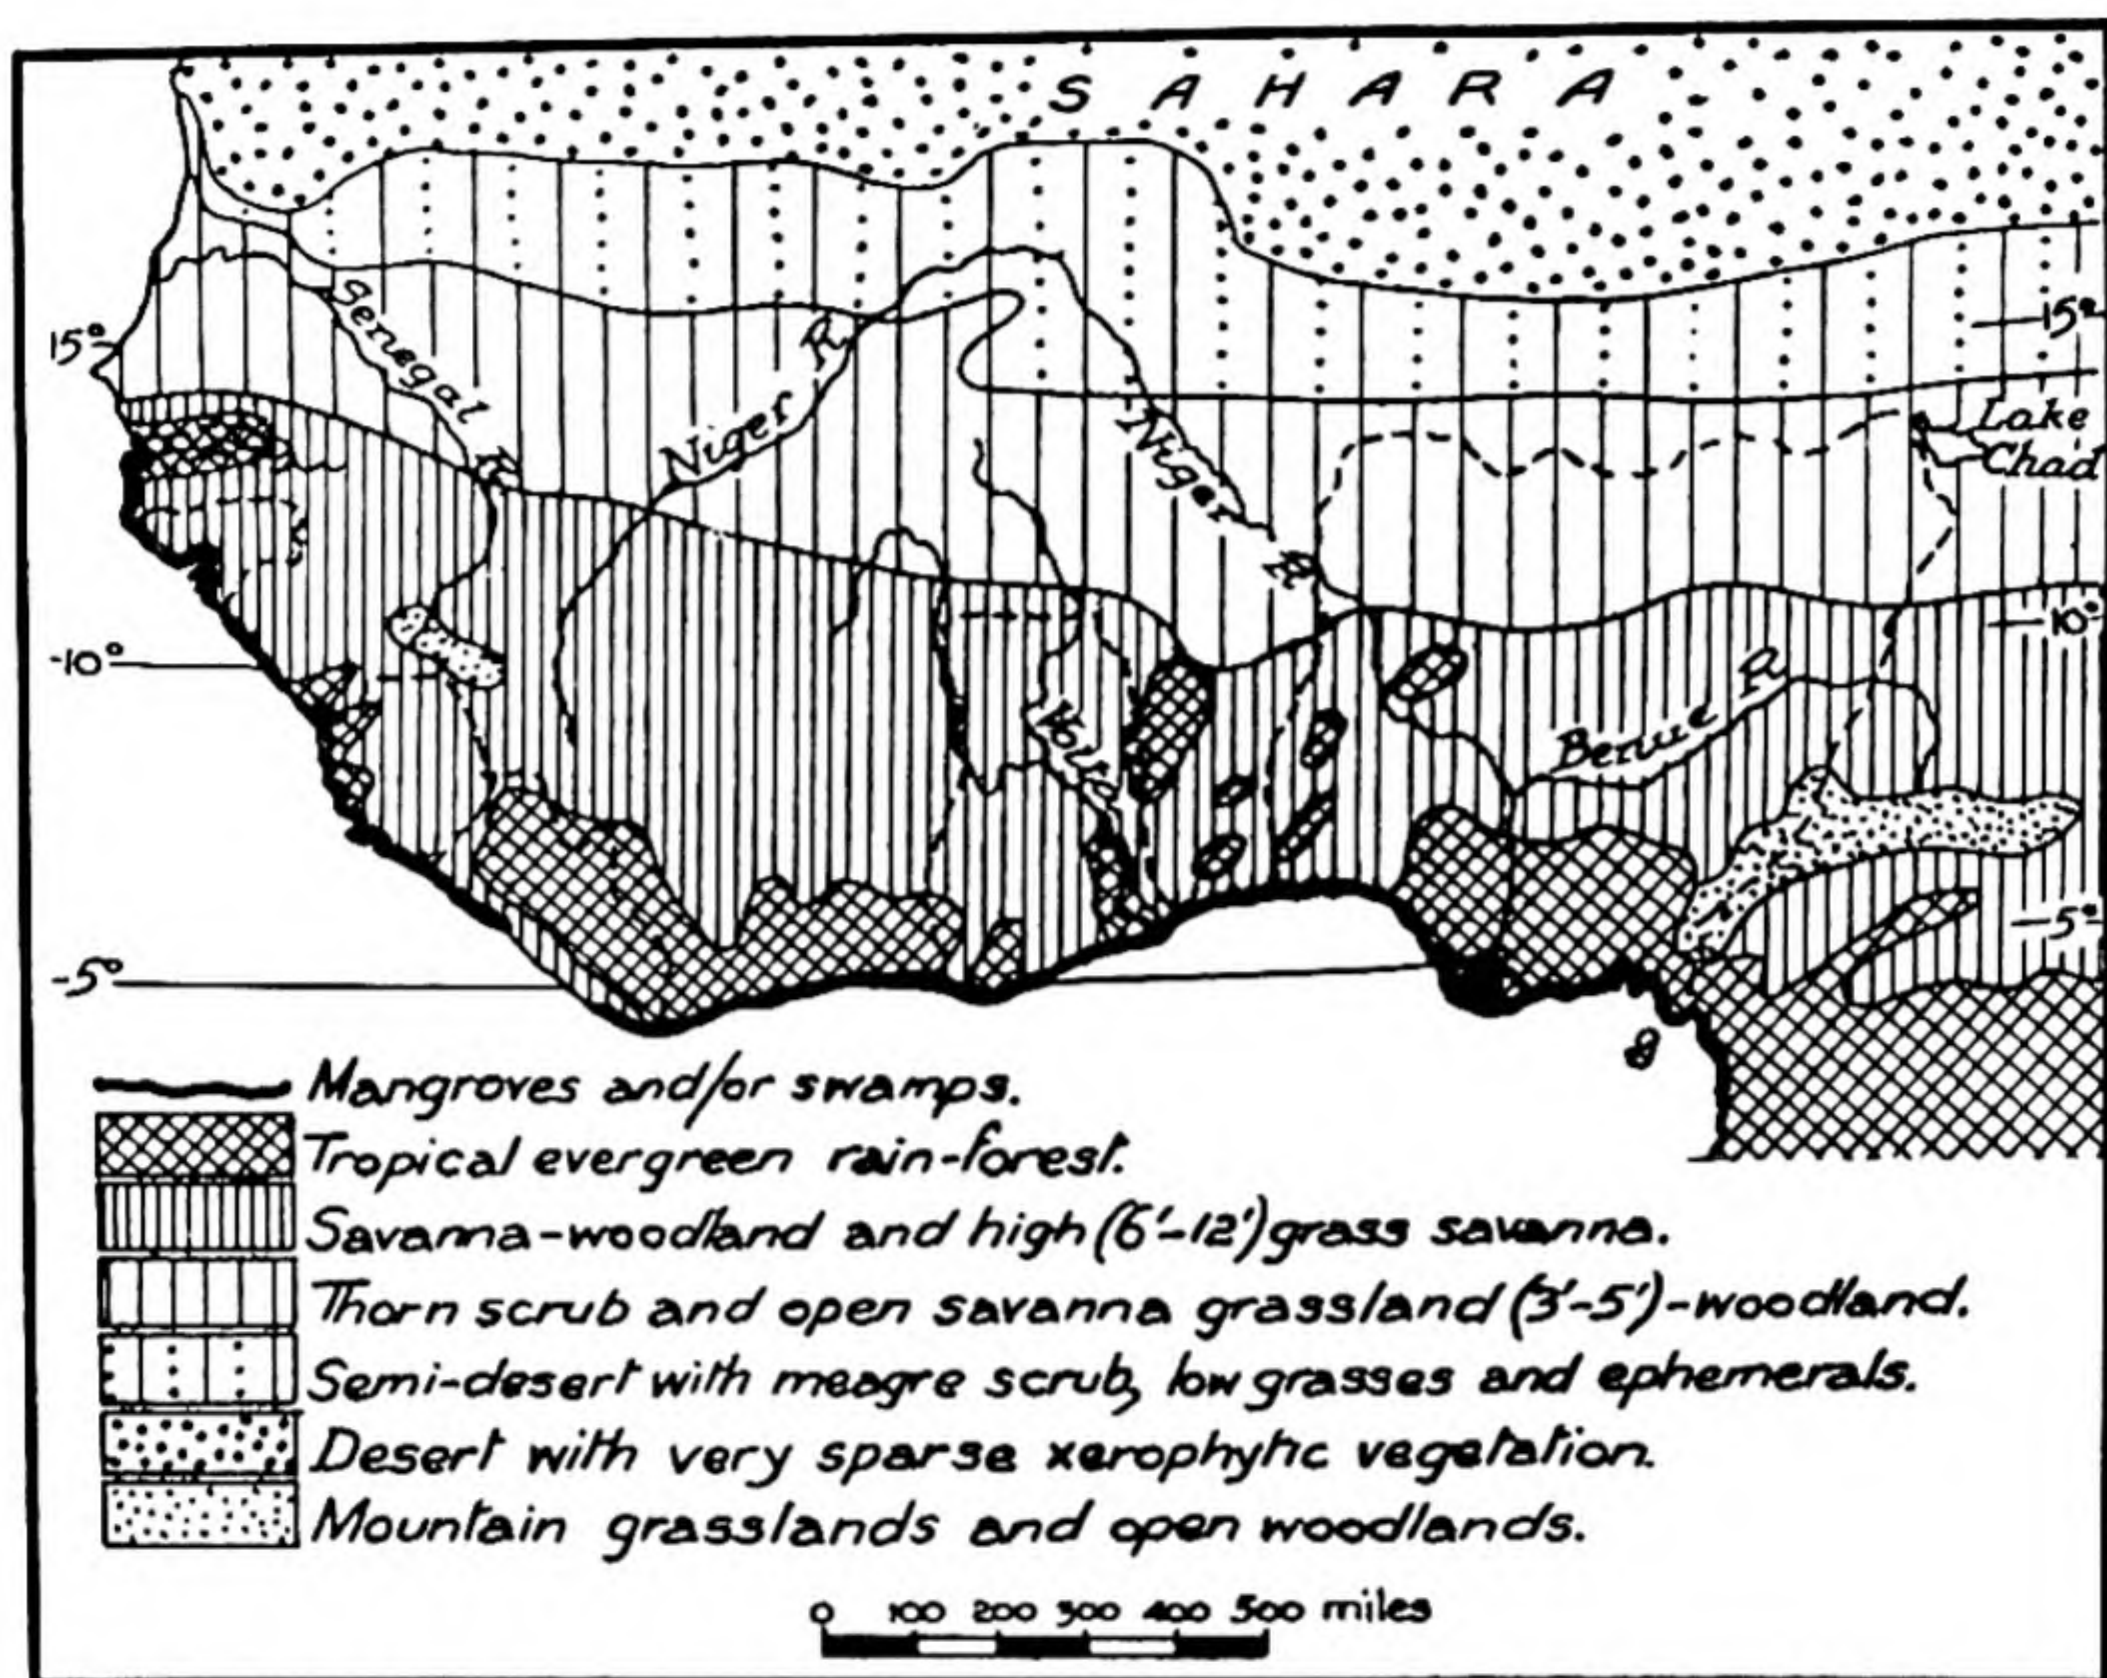 SAHARA
Senegal R.
Niger R.
Niger R.
15°
15°
Lake
Chad
-10°
10°
Volta
Benue R.
-5°
5°
Mangroves and/or swamps.
Tropical evergreen rain-forest.
Savanna-woodland and high (6'-12') grass savanna.
Thorn scrub and open savanna grassland (3'-5')-woodland.
Semi-desert with meagre scrub, low grasses and ephemerals.
Desert with very sparse xerophytic vegetation.
Mountain grasslands and open woodlands.
0 100 200 300 400 500 miles